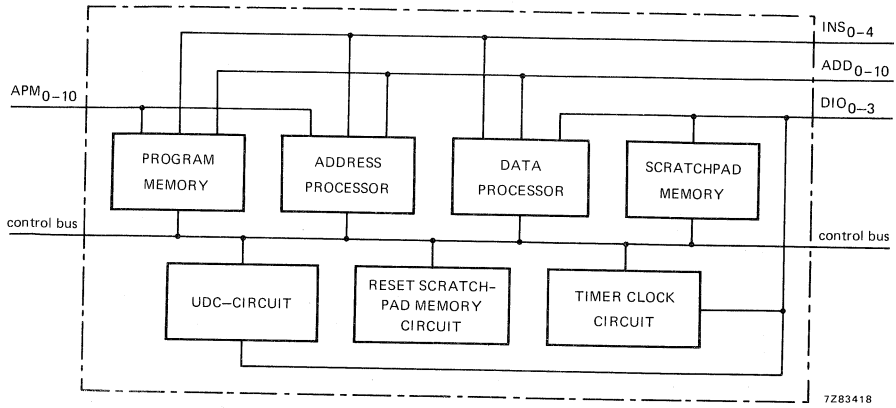 INS0–4
ADD0–10
APM0–10
DIO0–3
PROGRAM
MEMORY
ADDRESS
PROCESSOR
DATA
PROCESSOR
SCRATCHPAD
MEMORY
control bus
control bus
UDC–CIRCUIT
RESET SCRATCH–
PAD MEMORY
CIRCUIT
TIMER CLOCK
CIRCUIT
7Z83418